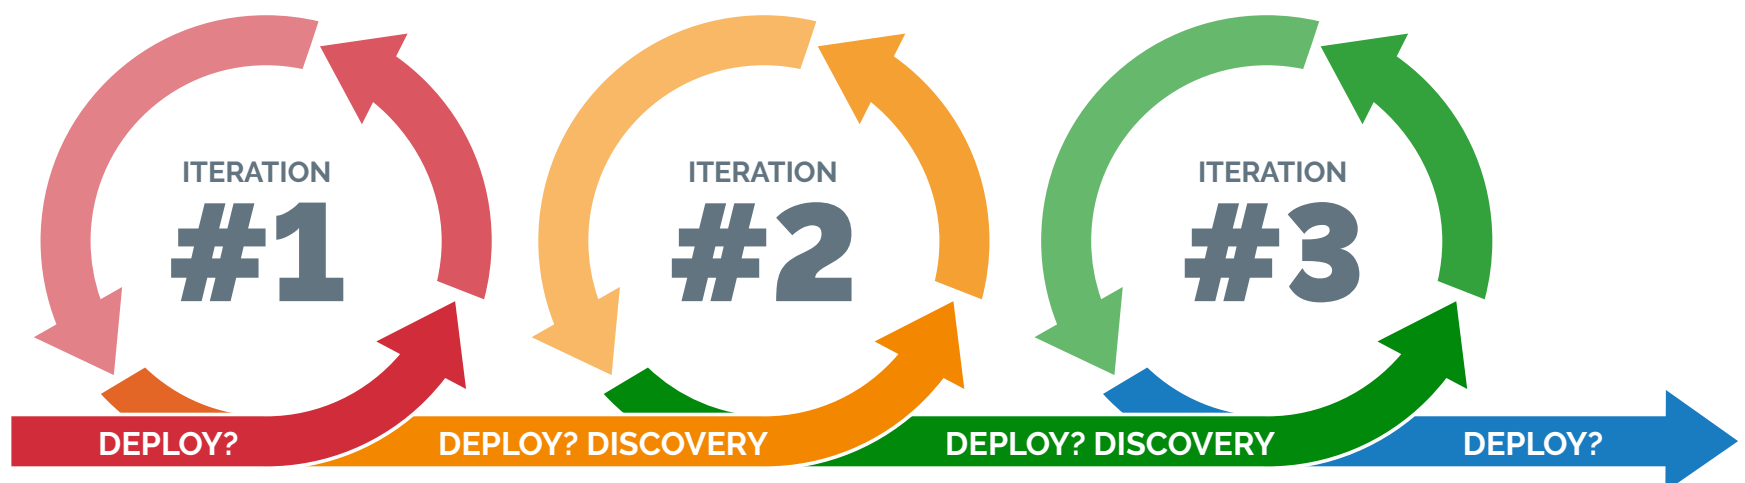 ITERATION
#1
ITERATION
#2
ITERATION
#3
DEPLOY?
DEPLOY? DISCOVERY
DEPLOY? DISCOVERY
DEPLOY?